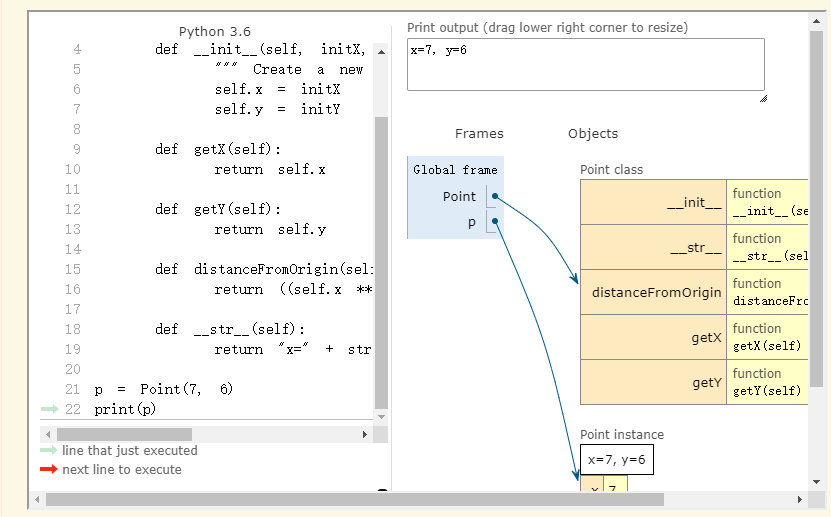 Python 3.6
4 def __init__(self, initX,
5 """ Create a new
6 self.x = initX
7 self.y = initY
8
9 def getX(self):
10 return self.x
11
12 def getY(self):
13 return self.y
14
15 def distanceFromOrigin(sel
16 return ((self.x **
17
18 def __str__(self):
19 return "x=" + str
20
21 p = Point(7, 6)
22 print(p)
line that just executed
next line to execute
Print output (drag lower right corner to resize)
x=7, y=6
Frames Objects
Global frame
Point
p
Point class
__init__ function
__init__(se
__str__ function
__str__(sel
distanceFromOrigin function
distanceFro
getX function
getX(self)
getY function
getY(self)
Point instance
x=7, y=6
x 7